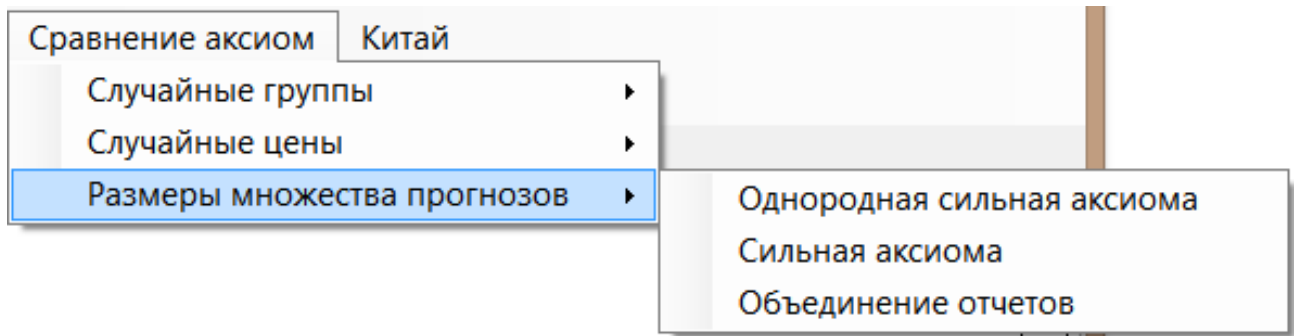 Сравнение аксиом Китай
Случайные группы
Случайные цены
Размеры множества прогнозов
Однородная сильная аксиома
Сильная аксиома
Объединение отчетов